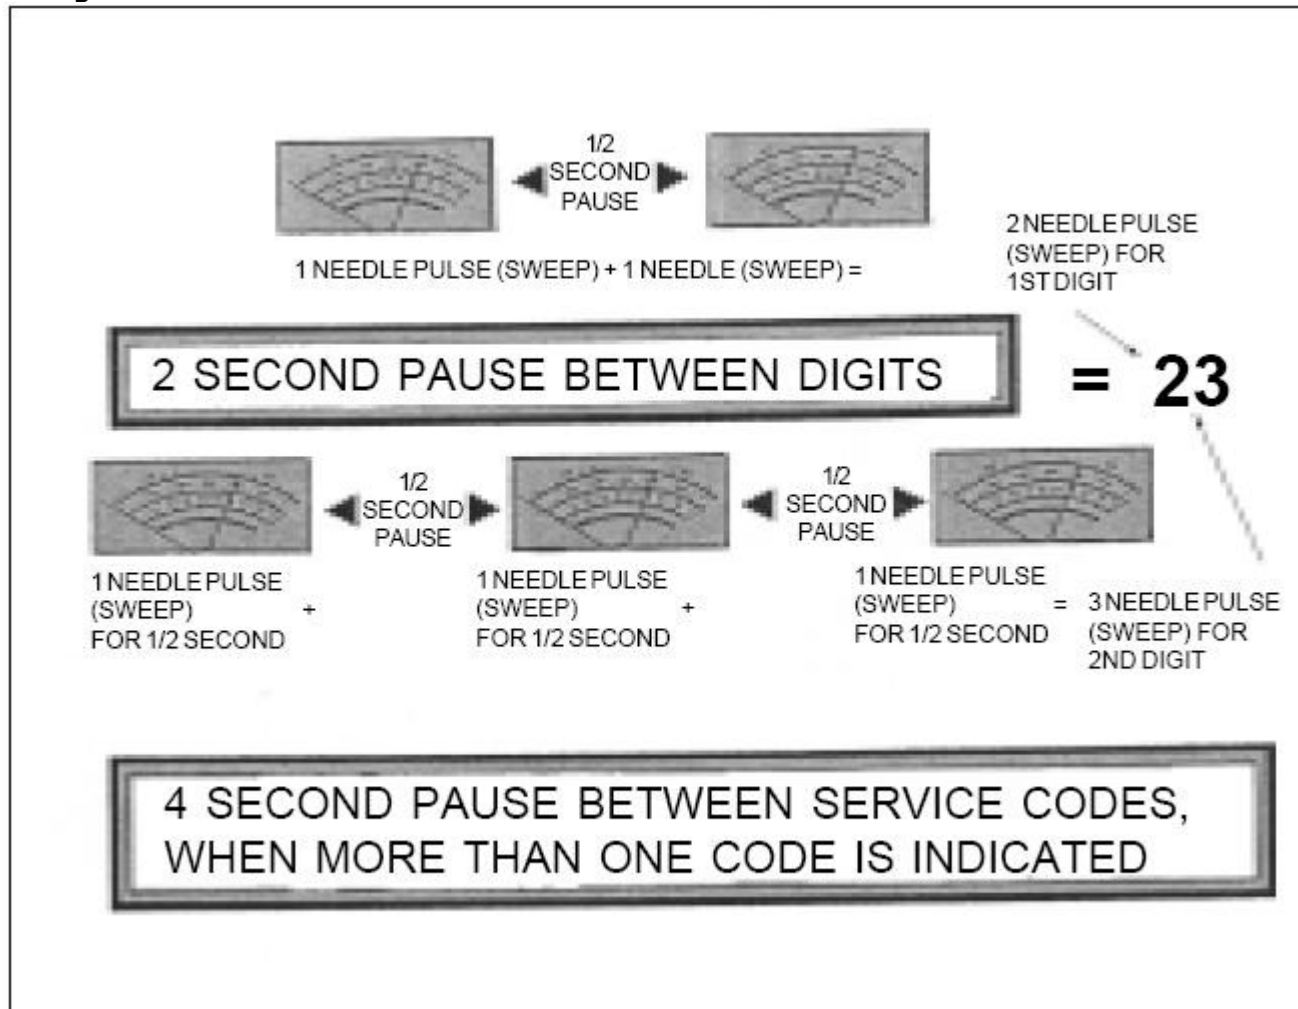 1/2
SECOND
PAUSE
1 NEEDLE PULSE (SWEEP) + 1 NEEDLE (SWEEP) =
2 NEEDLE PULSE
(SWEEP) FOR
1ST DIGIT
2 SECOND PAUSE BETWEEN DIGITS
= 23
1/2
SECOND
PAUSE
1/2
SECOND
PAUSE
1 NEEDLE PULSE
(SWEEP) +
FOR 1/2 SECOND
1 NEEDLE PULSE
(SWEEP) +
FOR 1/2 SECOND
1 NEEDLE PULSE
(SWEEP) =
FOR 1/2 SECOND
3 NEEDLE PULSE
(SWEEP) FOR
2ND DIGIT
4 SECOND PAUSE BETWEEN SERVICE CODES,
WHEN MORE THAN ONE CODE IS INDICATED